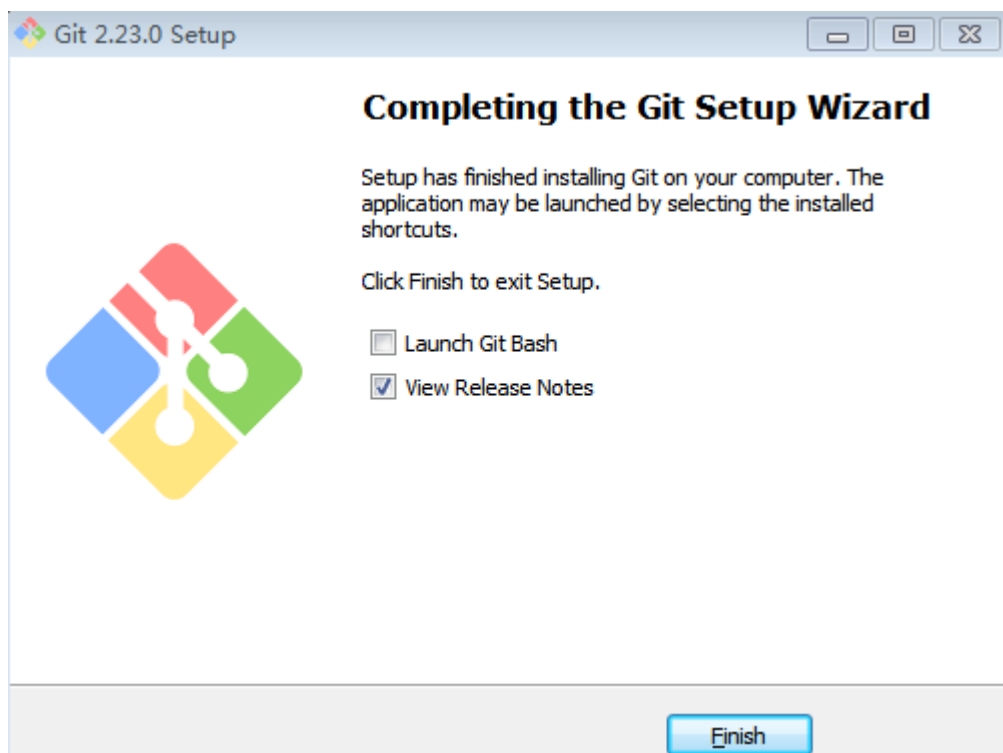 Git 2.23.0 Setup
Completing the Git Setup Wizard
Setup has finished installing Git on your computer. The
application may be launched by selecting the installed
shortcuts.
Click Finish to exit Setup.
Launch Git Bash
View Release Notes
Finish